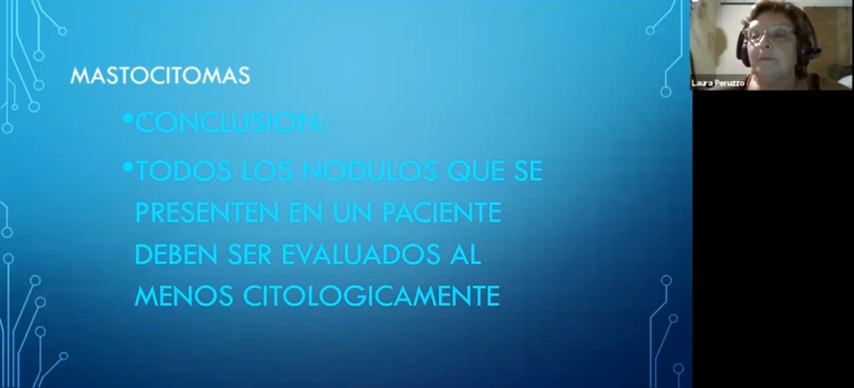 MASTOCITOMAS
•CONCLUSION:
•TODOS LOS NODULOS QUE SE
PRESENTEN EN UN PACIENTE
DEBEN SER EVALUADOS AL
MENOS CITOLOGICAMENTE
Laura Peruzzo